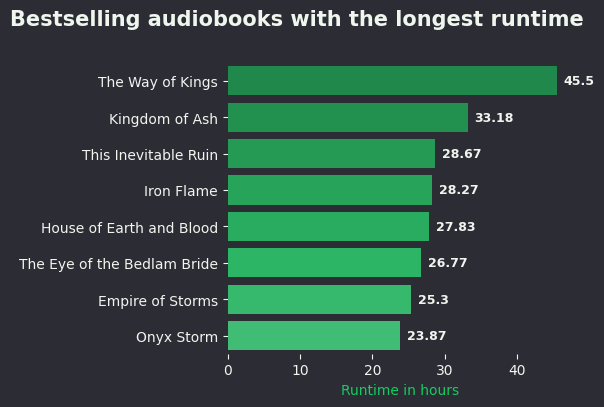 Bestselling audiobooks with the longest runtime
The Way of Kings 45.5
Kingdom of Ash 33.18
This Inevitable Ruin 28.67
Iron Flame 28.27
House of Earth and Blood 27.83
The Eye of the Bedlam Bride 26.77
Empire of Storms 25.3
Onyx Storm 23.87
0 10 20 30 40
Runtime in hours